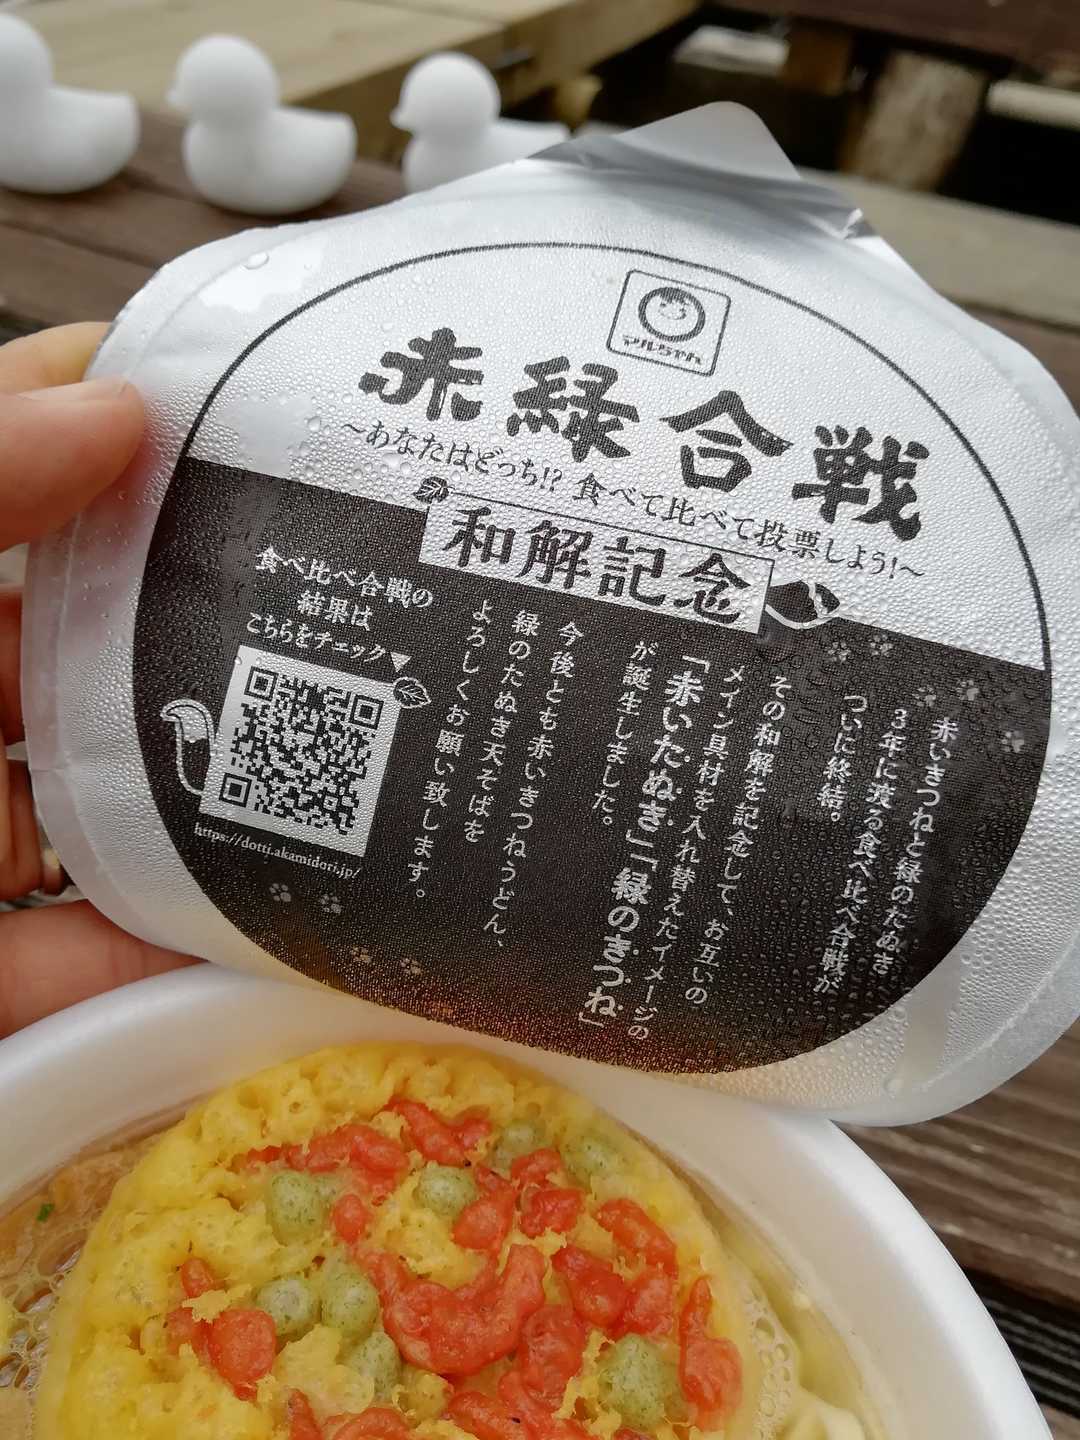 マルちゃん
赤緑合戦
～あなたはどっち!? 食べて比べて投票しよう!～
和解記念
赤いきつねと緑のたぬき
3年に渡る食べ比べ合戦が
ついに終結。
その和解を記念して、お互いの
メイン具材を入れ替えたイメージの
「赤いたぬき」「緑のきつね」
が誕生しました。
今後とも赤いきつねうどん、
緑のたぬき天そばを
よろしくお願い致します。
食べ比べ合戦の
結果は
こちらをチェック▼
https://dotti.akamidori.jp/